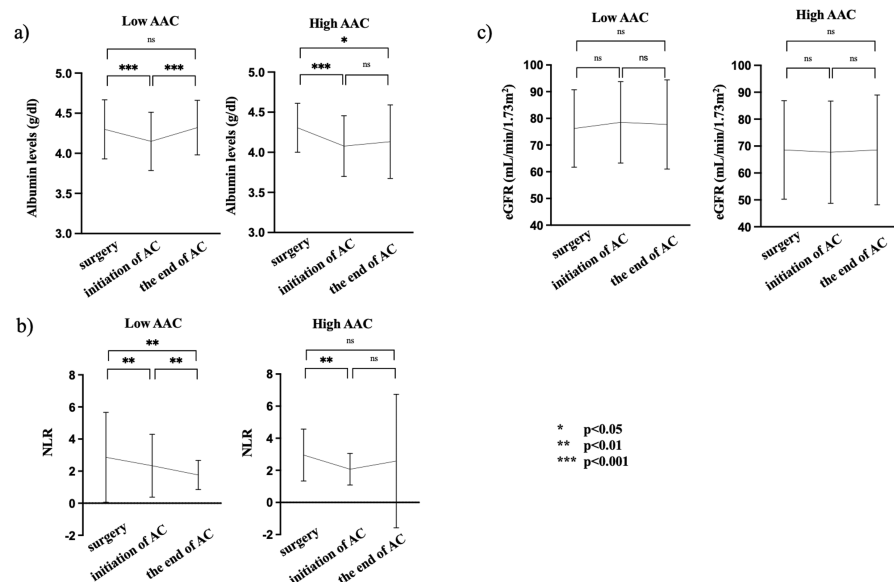 a)
Low AAC
ns
*** ***
5.0
4.5
4.0
3.5
3.0
Albumin levels (g/dl)
surgery
initiation of AC
the end of AC
High AAC
*
*** ns
5.0
4.5
4.0
3.5
3.0
Albumin levels (g/dl)
surgery
initiation of AC
the end of AC
b)
Low AAC
**
** **
8
6
4
2
0
-2
NLR
surgery
initiation of AC
the end of AC
High AAC
ns
** ns
8
6
4
2
0
-2
NLR
surgery
initiation of AC
the end of AC
c)
Low AAC
ns
ns ns
100
90
80
70
60
50
40
eGFR (mL/min/1.73m²)
surgery
initiation of AC
the end of AC
High AAC
ns
ns ns
100
90
80
70
60
50
40
eGFR (mL/min/1.73m²)
surgery
initiation of AC
the end of AC
* p<0.05
** p<0.01
*** p<0.001